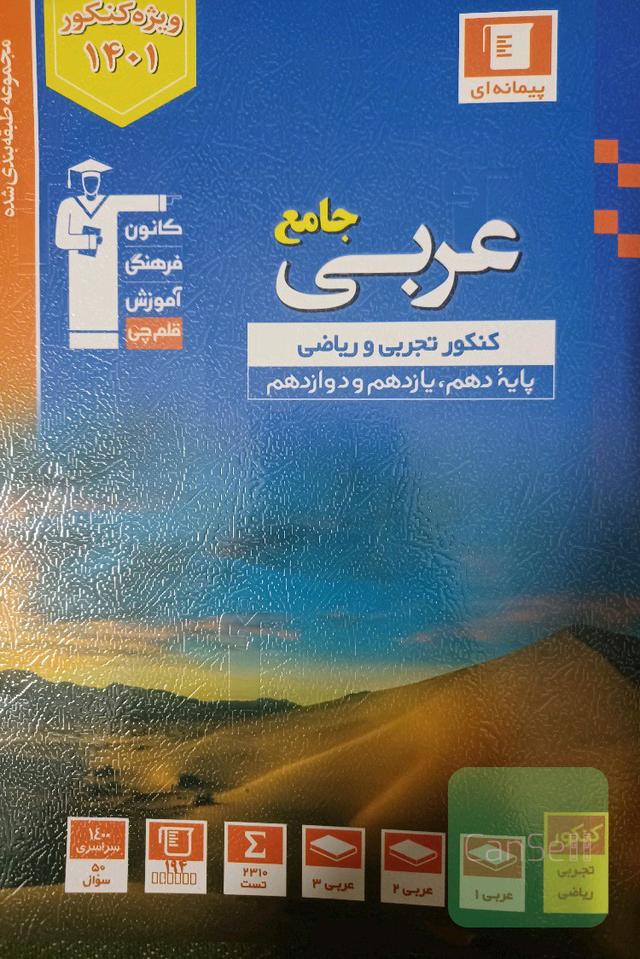 ویژه کنکور
۱۴۰۱
مجموعه طبقه‌بندی شده
پیمانه‌ای
کانون
فرهنگی
آموزش
قلم‌چی
عربی جامع
کنکور تجربی و ریاضی
پایهٔ دهم، یازدهم و دوازدهم
کنکور
تجربی
ریاضی
عربی ۱
عربی ۲
عربی ۳
۲۳۱۰
تست
۱۹۴
۱۴۰۰
سراسری
۵۰
سؤال
CanSell